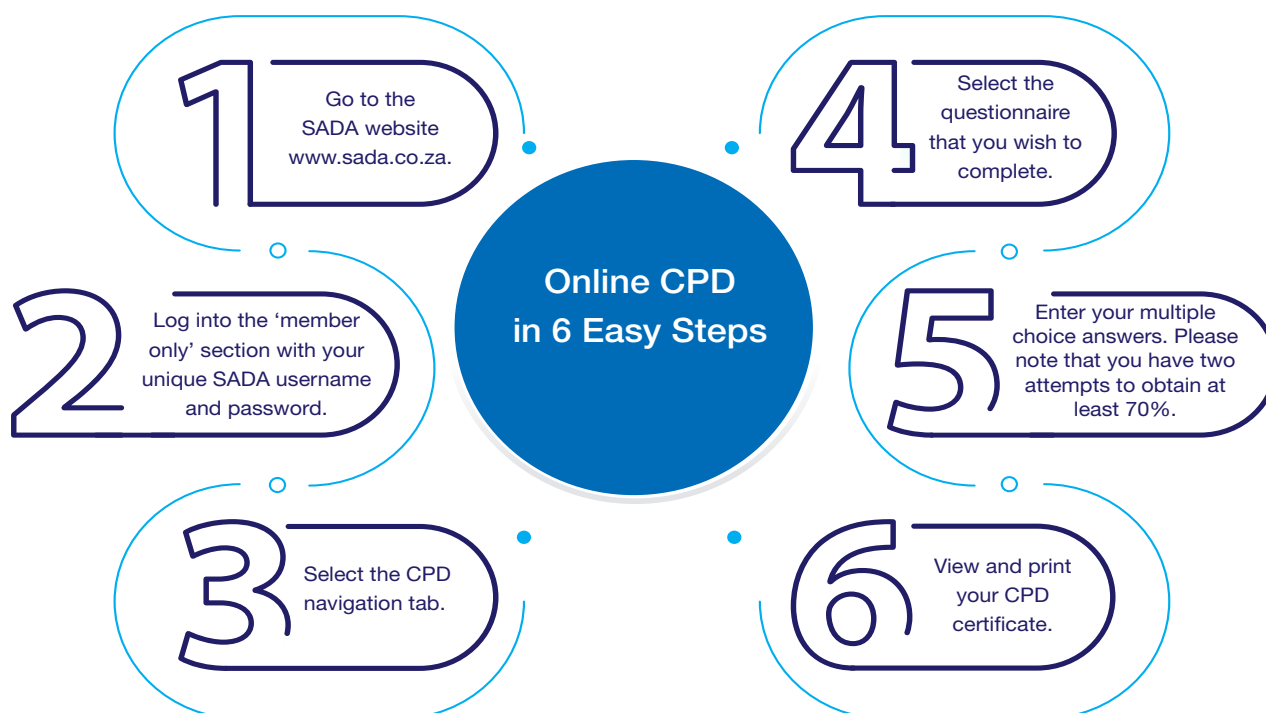 Online CPD
in 6 Easy Steps
1
Go to the
SADA website
www.sada.co.za.
2
Log into the ‘member
only’ section with your
unique SADA username
and password.
3
Select the CPD
navigation tab.
4
Select the
questionnaire
that you wish to
complete.
5
Enter your multiple
choice answers. Please
note that you have two
attempts to obtain at
least 70%.
6
View and print
your CPD
certificate.